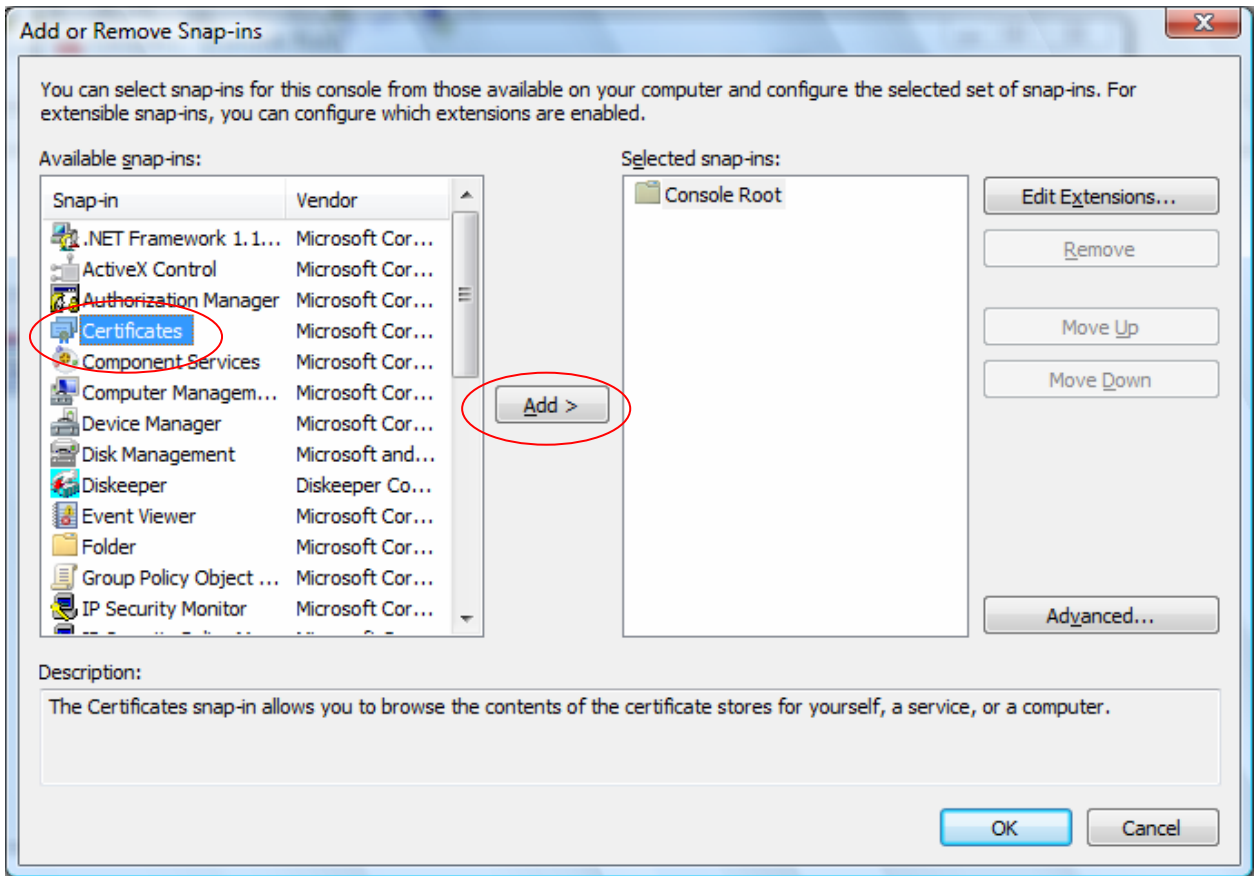 Add or Remove Snap-ins
You can select snap-ins for this console from those available on your computer and configure the selected set of snap-ins. For
extensible snap-ins, you can configure which extensions are enabled.
Available snap-ins:
Snap-in Vendor
.NET Framework 1.1... Microsoft Cor...
ActiveX Control Microsoft Cor...
Authorization Manager Microsoft Cor...
Certificates Microsoft Cor...
Component Services Microsoft Cor...
Computer Managem... Microsoft Cor...
Device Manager Microsoft Cor...
Disk Management Microsoft and...
Diskeeper Diskeeper Co...
Event Viewer Microsoft Cor...
Folder Microsoft Cor...
Group Policy Object ... Microsoft Cor...
IP Security Monitor Microsoft Cor...
Add >
Selected snap-ins:
Console Root
Edit Extensions...
Remove
Move Up
Move Down
Advanced...
Description:
The Certificates snap-in allows you to browse the contents of the certificate stores for yourself, a service, or a computer.
OK Cancel